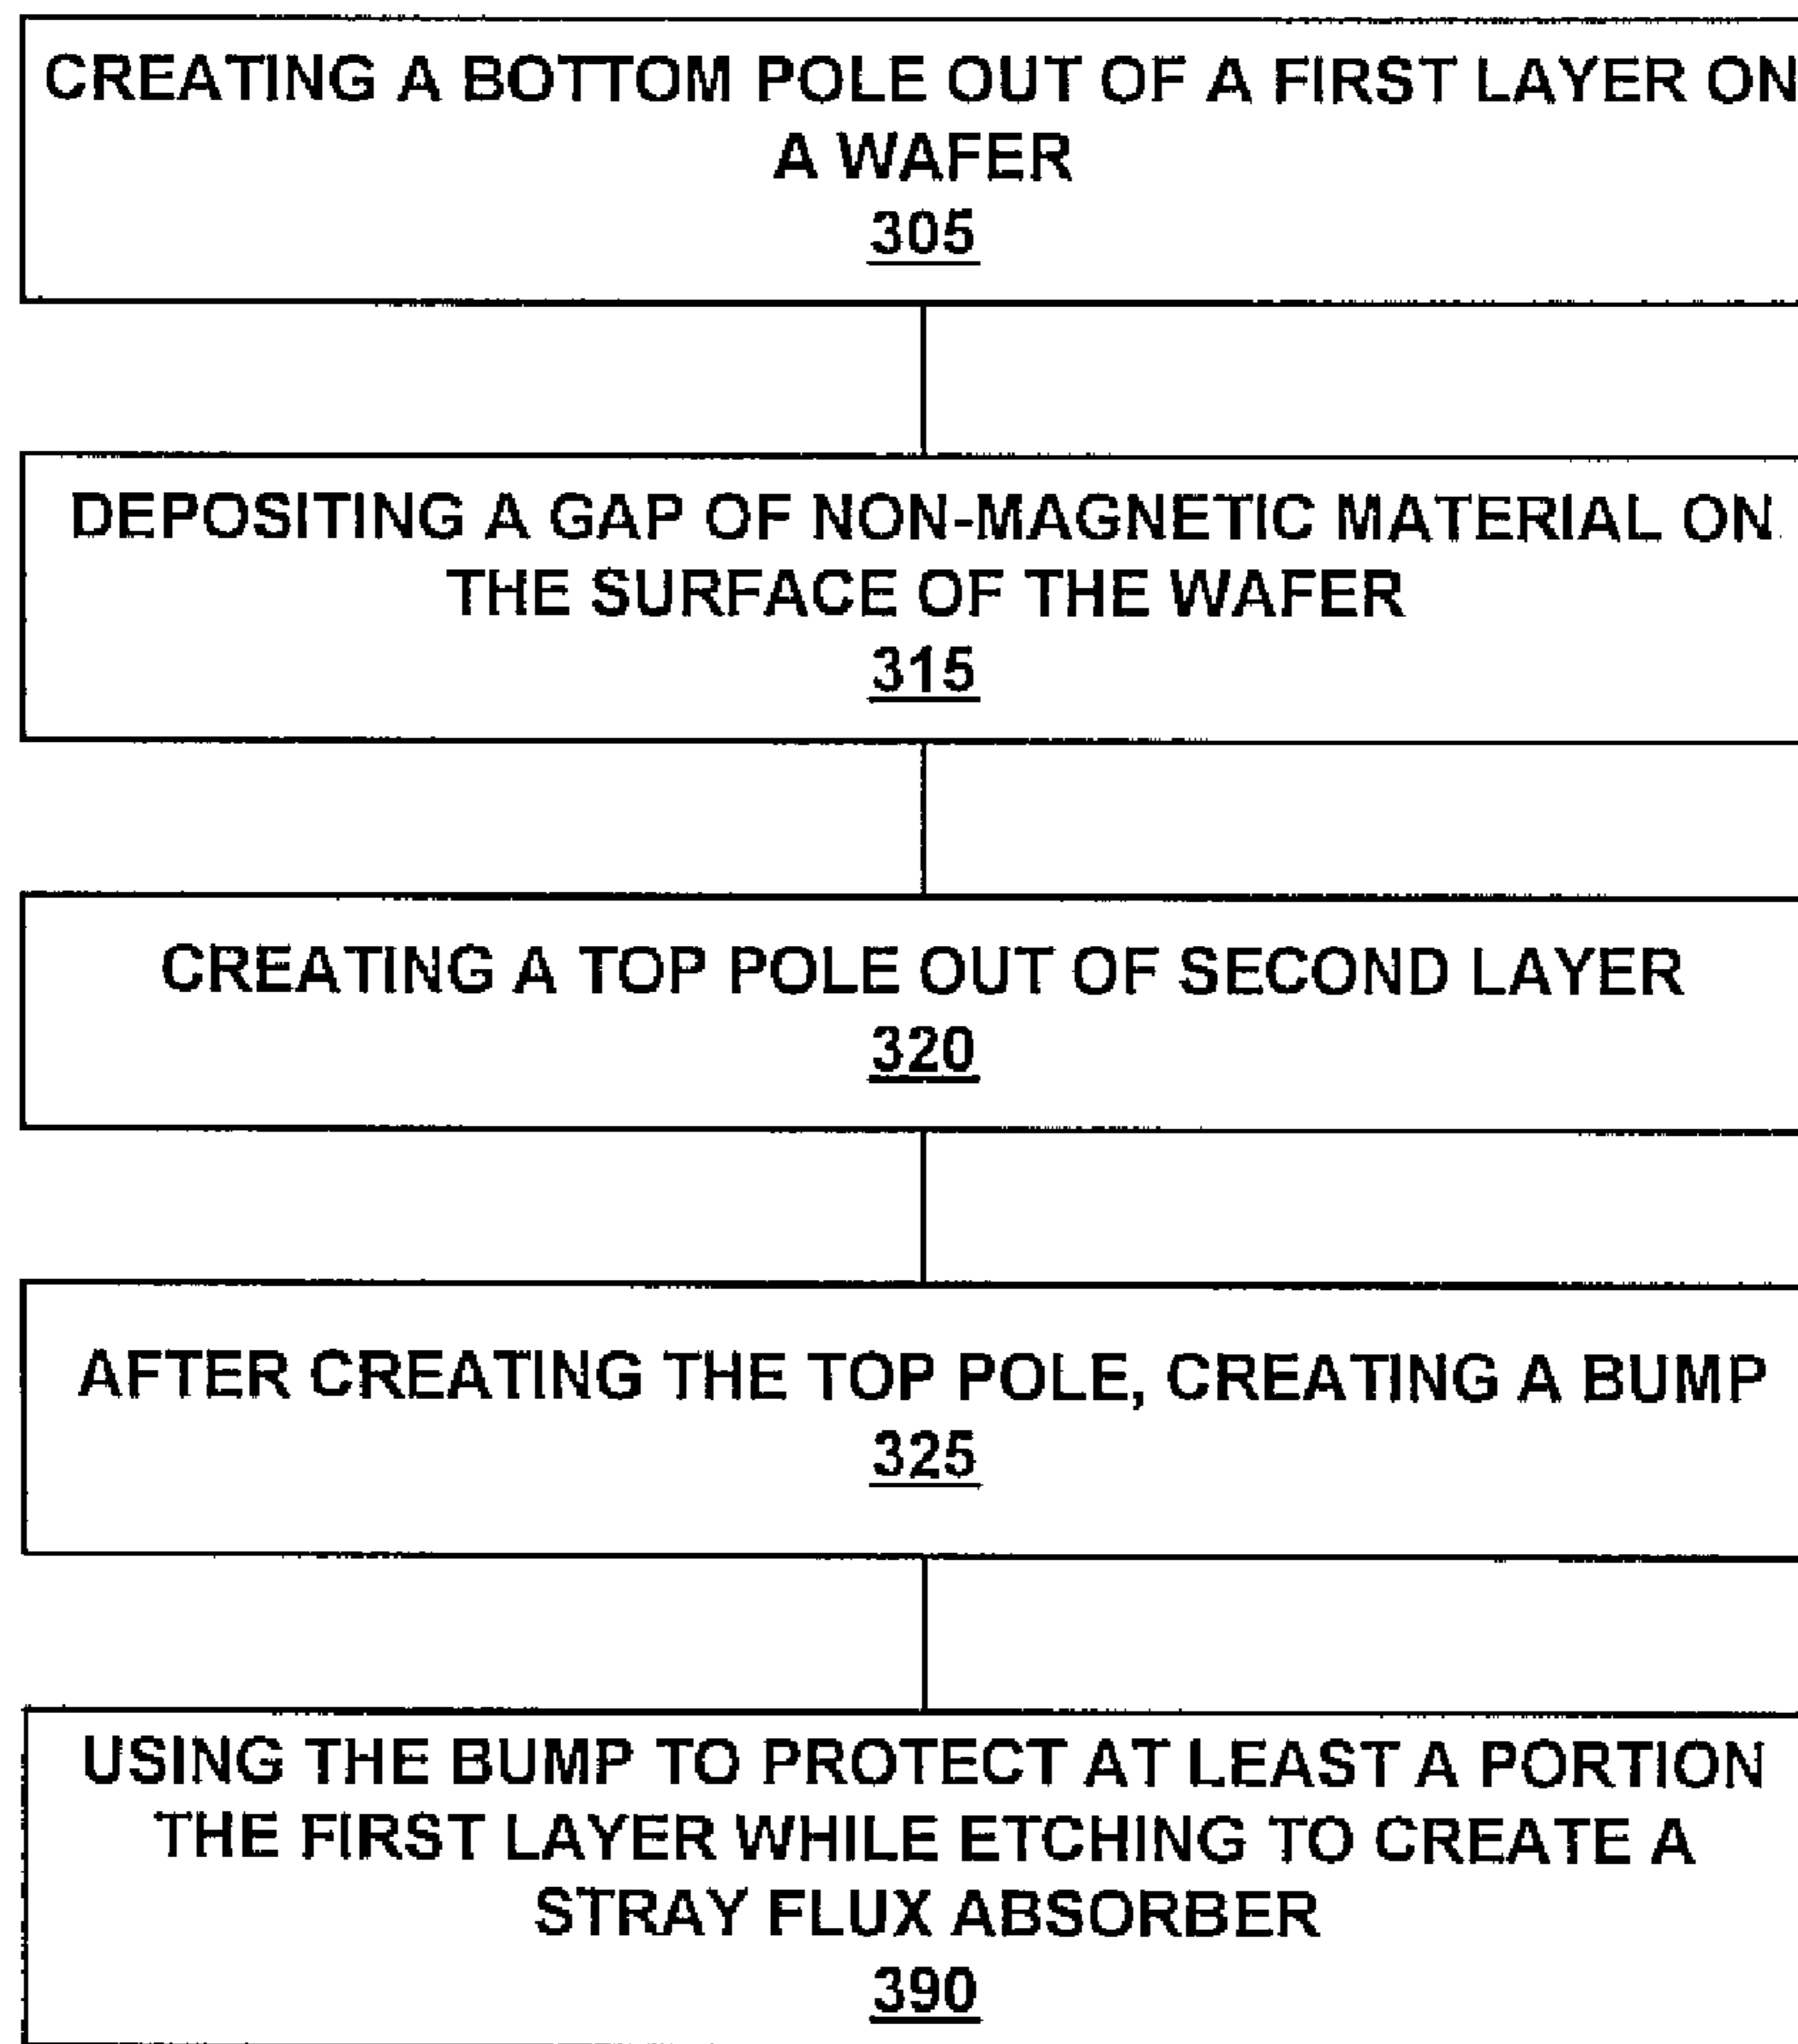 CREATING A BOTTOM POLE OUT OF A FIRST LAYER ON
A WAFER
305
DEPOSITING A GAP OF NON-MAGNETIC MATERIAL ON
THE SURFACE OF THE WAFER
315
CREATING A TOP POLE OUT OF SECOND LAYER
320
AFTER CREATING THE TOP POLE, CREATING A BUMP
325
USING THE BUMP TO PROTECT AT LEAST A PORTION
THE FIRST LAYER WHILE ETCHING TO CREATE A
STRAY FLUX ABSORBER
390